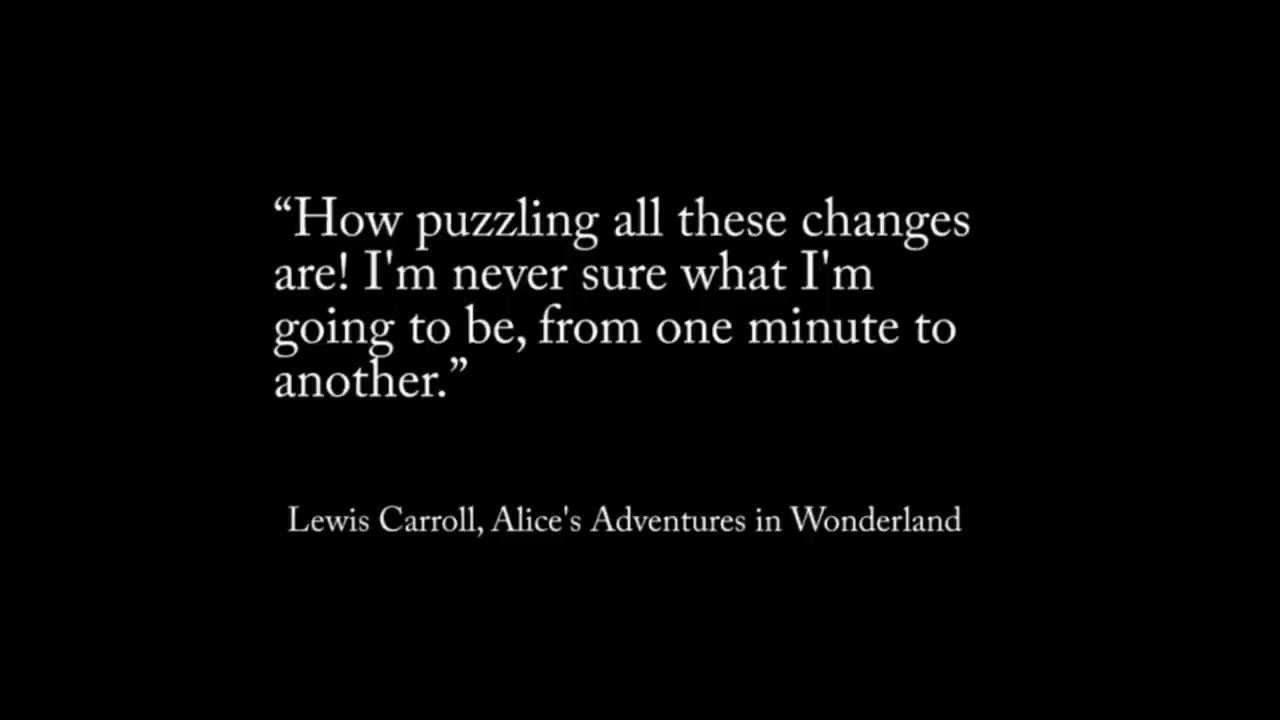 “How puzzling all these changes
are! I'm never sure what I'm
going to be, from one minute to
another.”
Lewis Carroll, Alice's Adventures in Wonderland